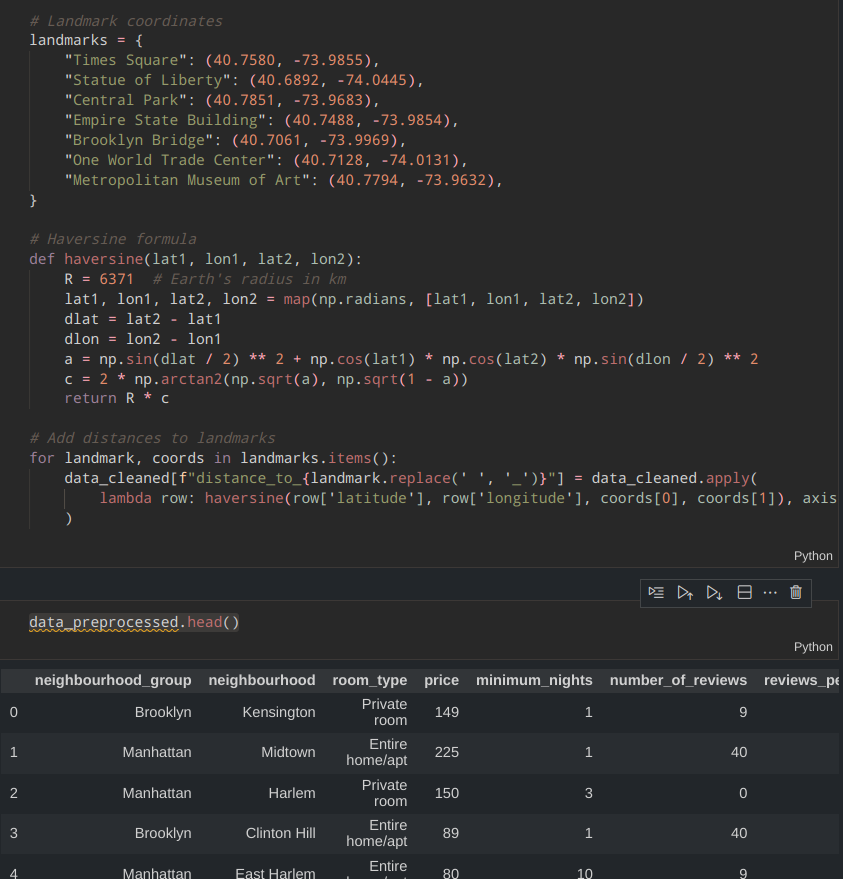 # Landmark coordinates
landmarks = {
    "Times Square": (40.7580, -73.9855),
    "Statue of Liberty": (40.6892, -74.0445),
    "Central Park": (40.7851, -73.9683),
    "Empire State Building": (40.7488, -73.9854),
    "Brooklyn Bridge": (40.7061, -73.9969),
    "One World Trade Center": (40.7128, -74.0131),
    "Metropolitan Museum of Art": (40.7794, -73.9632),
}
# Haversine formula
def haversine(lat1, lon1, lat2, lon2):
    R = 6371  # Earth's radius in km
    lat1, lon1, lat2, lon2 = map(np.radians, [lat1, lon1, lat2, lon2])
    dlat = lat2 - lat1
    dlon = lon2 - lon1
    a = np.sin(dlat / 2) ** 2 + np.cos(lat1) * np.cos(lat2) * np.sin(dlon / 2) ** 2
    c = 2 * np.arctan2(np.sqrt(a), np.sqrt(1 - a))
    return R * c
# Add distances to landmarks
for landmark, coords in landmarks.items():
    data_cleaned[f"distance_to_{landmark.replace(' ', '_')}"] = data_cleaned.apply(
        lambda row: haversine(row['latitude'], row['longitude'], coords[0], coords[1]), axis
    )
Python
data_preprocessed.head()
Python
neighbourhood_group neighbourhood room_type price minimum_nights number_of_reviews reviews_pe
0 Brooklyn Kensington Private room 149 1 9
1 Manhattan Midtown Entire home/apt 225 1 40
2 Manhattan Harlem Private room 150 3 0
3 Brooklyn Clinton Hill Entire home/apt 89 1 40
4 Manhattan East Harlem Entire 80 10 9